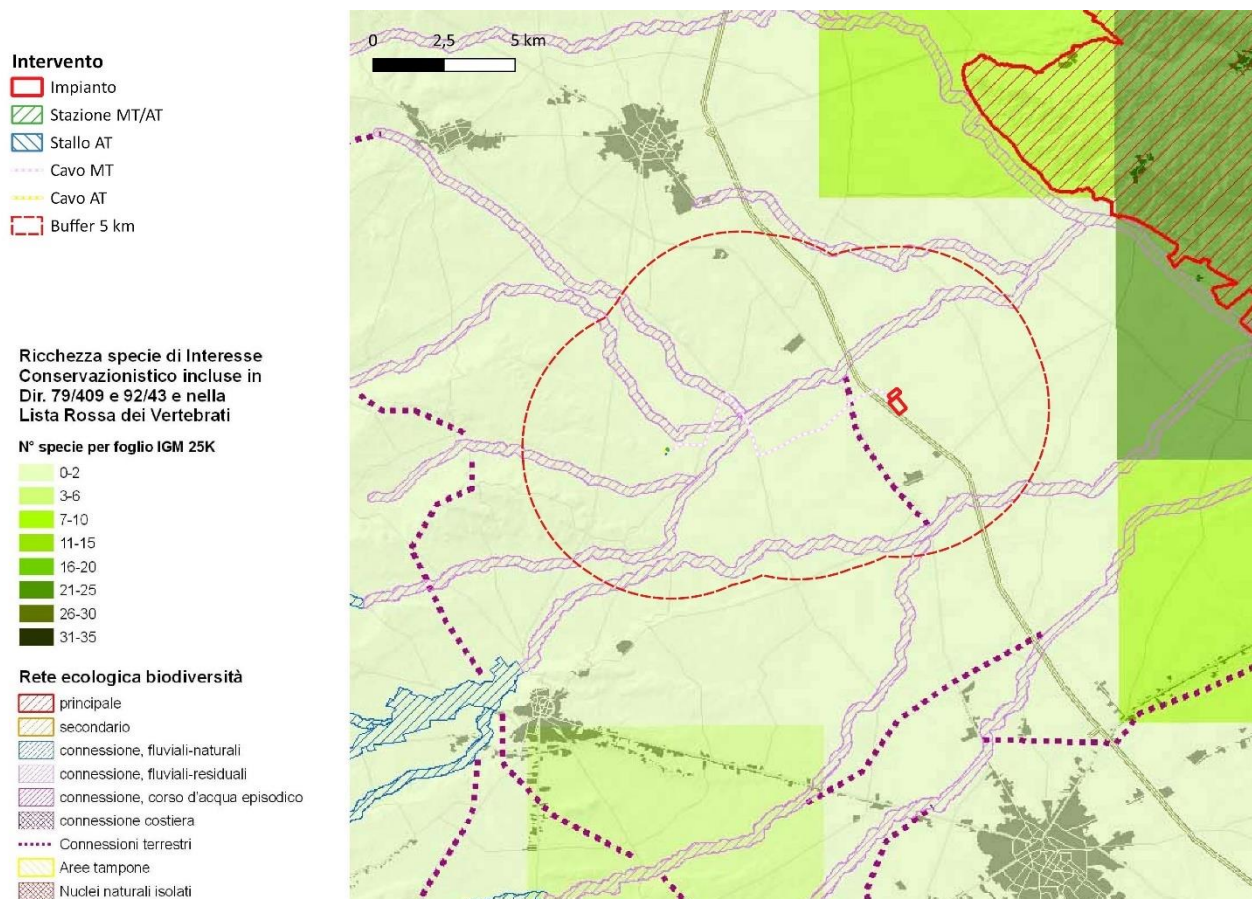 Intervento
Impianto
Stazione MT/AT
Stallo AT
Cavo MT
Cavo AT
Buffer 5 km
Ricchezza specie di Interesse
Conservazionistico incluse in
Dir. 79/409 e 92/43 e nella
Lista Rossa dei Vertebrati
N° specie per foglio IGM 25K
0-2
3-6
7-10
11-15
16-20
21-25
26-30
31-35
Rete ecologica biodiversità
principale
secondario
connessione, fluviali-naturali
connessione, fluviali-residuali
connessione, corso d'acqua episodico
connessione costiera
Connessioni terrestri
Aree tampone
Nuclei naturali isolati
0 2,5 5 km